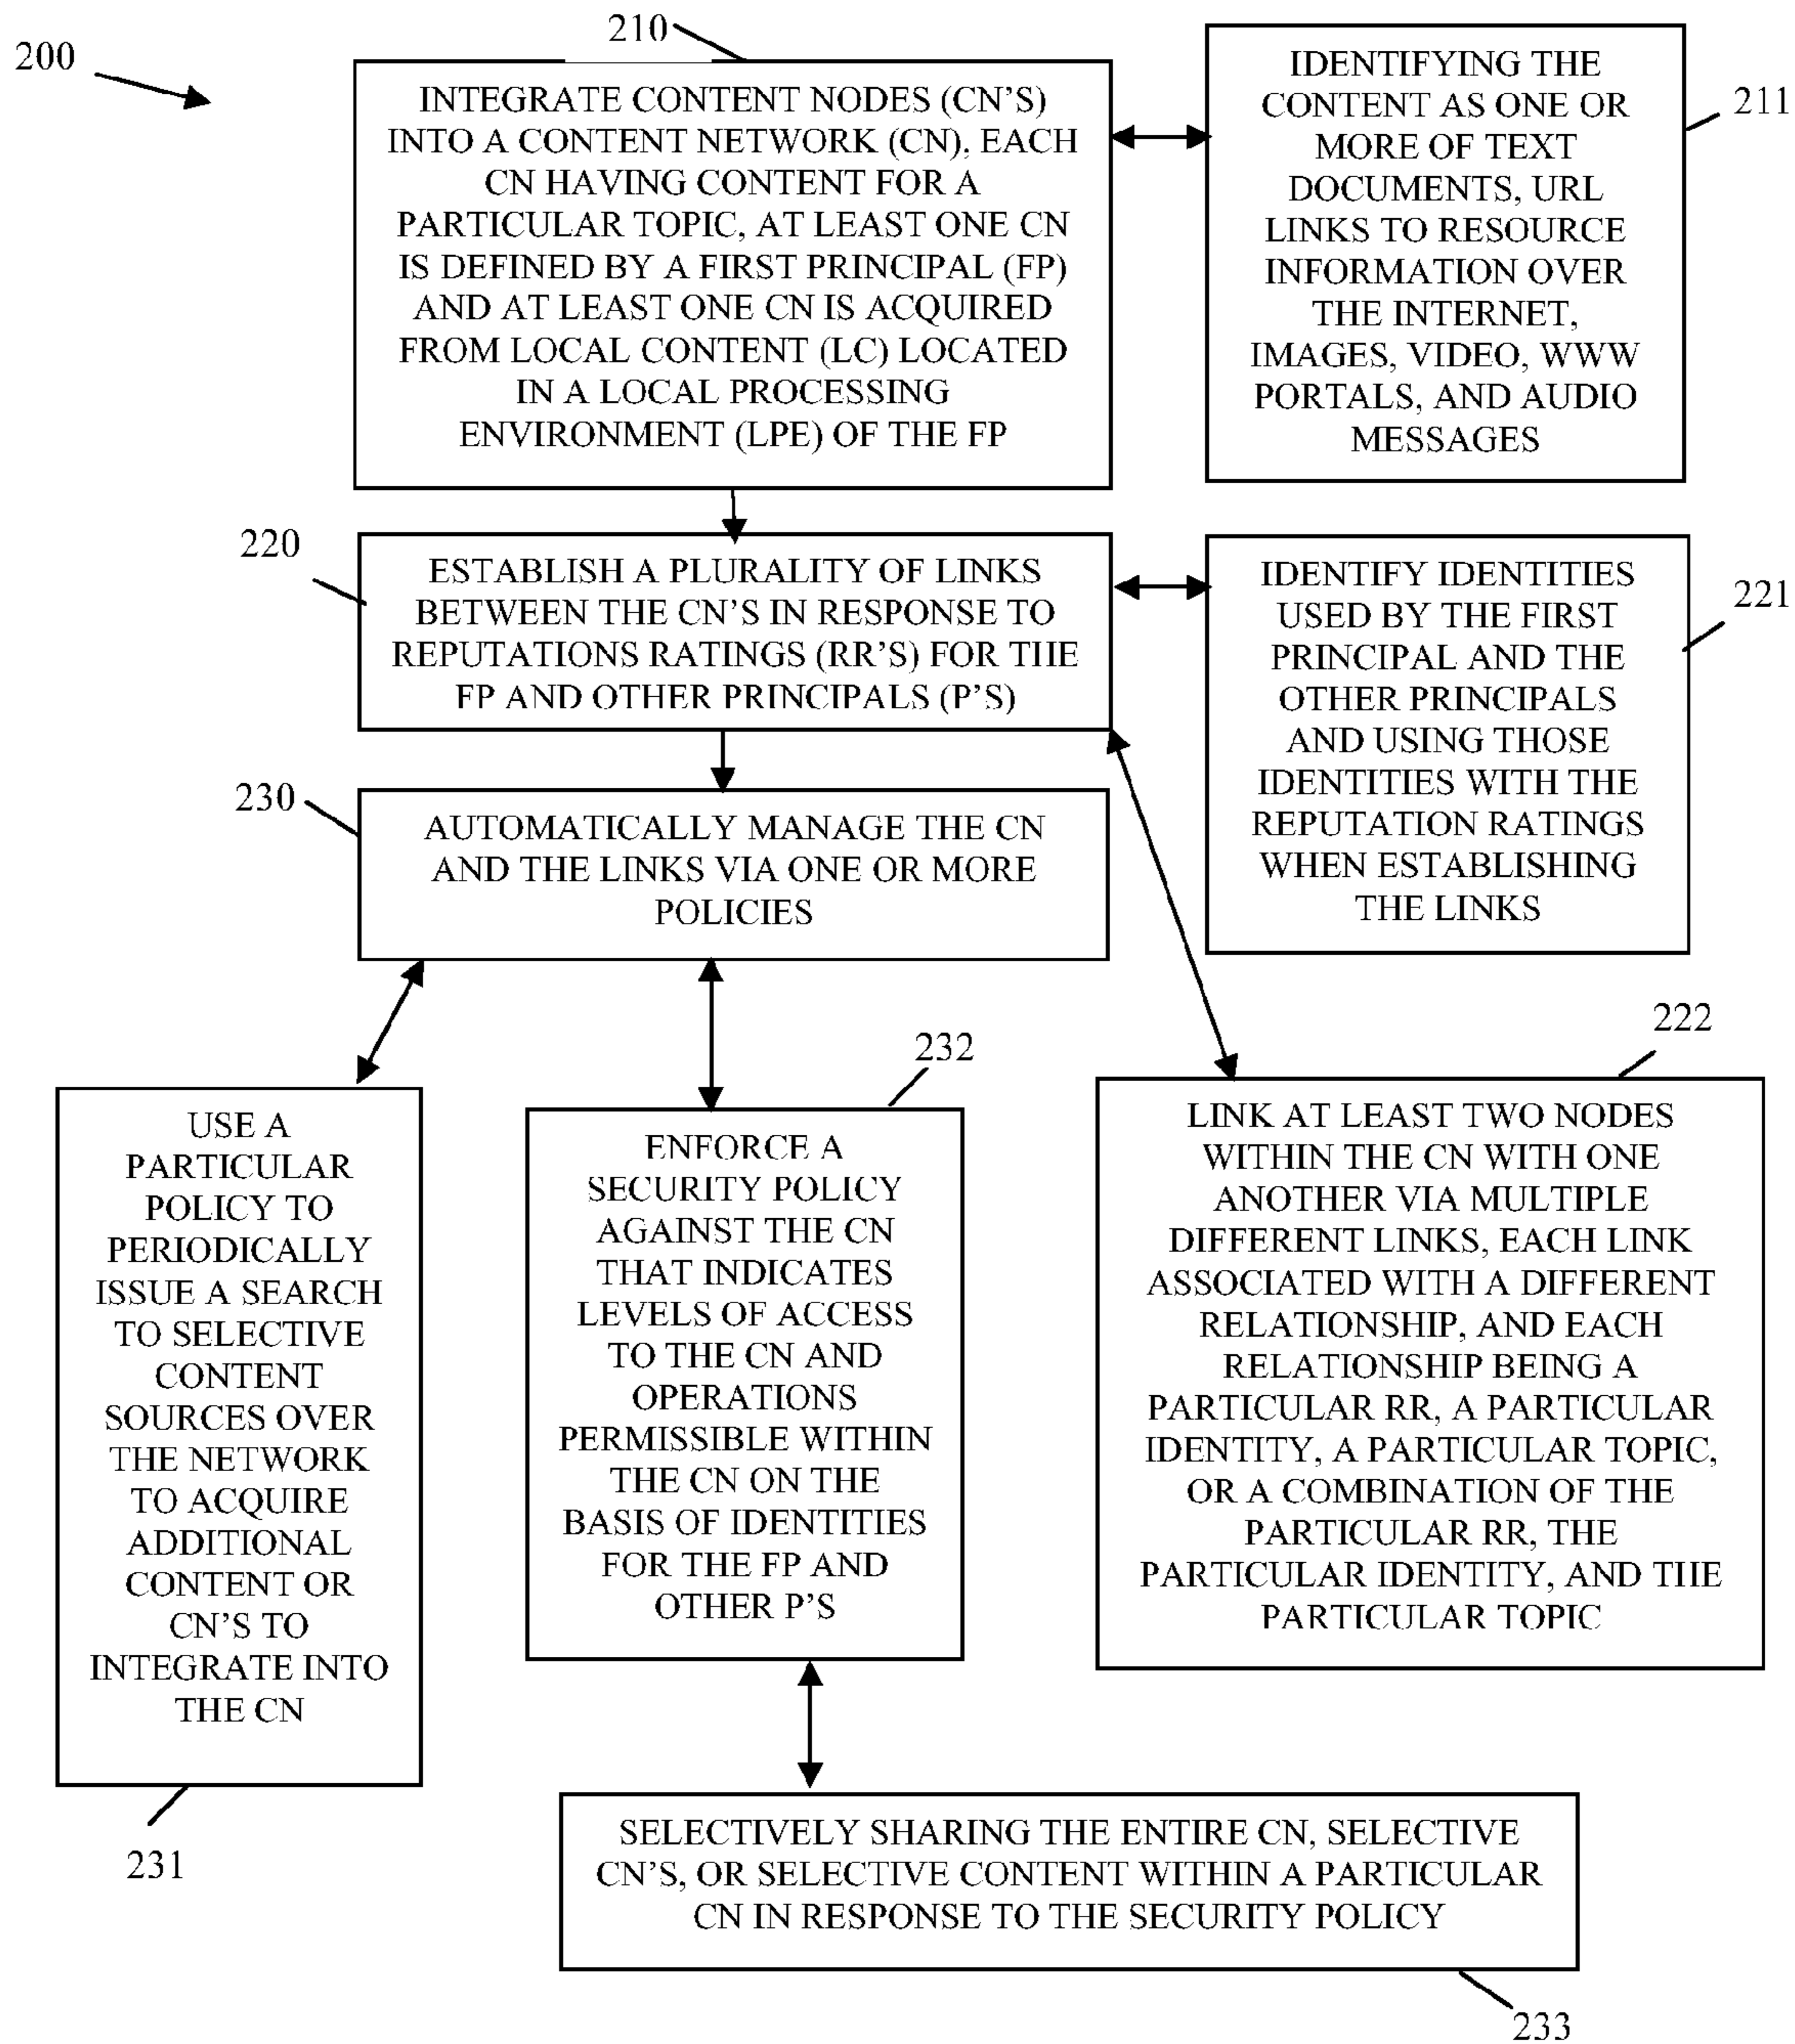 200
210
INTEGRATE CONTENT NODES (CN'S)
INTO A CONTENT NETWORK (CN), EACH
CN HAVING CONTENT FOR A
PARTICULAR TOPIC, AT LEAST ONE CN
IS DEFINED BY A FIRST PRINCIPAL (FP)
AND AT LEAST ONE CN IS ACQUIRED
FROM LOCAL CONTENT (LC) LOCATED
IN A LOCAL PROCESSING
ENVIRONMENT (LPE) OF THE FP
IDENTIFYING THE
CONTENT AS ONE OR
MORE OF TEXT
DOCUMENTS, URL
LINKS TO RESOURCE
INFORMATION OVER
THE INTERNET,
IMAGES, VIDEO, WWW
PORTALS, AND AUDIO
MESSAGES
211
220
ESTABLISH A PLURALITY OF LINKS
BETWEEN THE CN'S IN RESPONSE TO
REPUTATIONS RATINGS (RR'S) FOR THE
FP AND OTHER PRINCIPALS (P'S)
IDENTIFY IDENTITIES
USED BY THE FIRST
PRINCIPAL AND THE
OTHER PRINCIPALS
AND USING THOSE
IDENTITIES WITH THE
REPUTATION RATINGS
WHEN ESTABLISHING
THE LINKS
221
230
AUTOMATICALLY MANAGE THE CN
AND THE LINKS VIA ONE OR MORE
POLICIES
USE A
PARTICULAR
POLICY TO
PERIODICALLY
ISSUE A SEARCH
TO SELECTIVE
CONTENT
SOURCES OVER
THE NETWORK
TO ACQUIRE
ADDITIONAL
CONTENT OR
CN'S TO
INTEGRATE INTO
THE CN
231
232
ENFORCE A
SECURITY POLICY
AGAINST THE CN
THAT INDICATES
LEVELS OF ACCESS
TO THE CN AND
OPERATIONS
PERMISSIBLE WITHIN
THE CN ON THE
BASIS OF IDENTITIES
FOR THE FP AND
OTHER P'S
222
LINK AT LEAST TWO NODES
WITHIN THE CN WITH ONE
ANOTHER VIA MULTIPLE
DIFFERENT LINKS, EACH LINK
ASSOCIATED WITH A DIFFERENT
RELATIONSHIP, AND EACH
RELATIONSHIP BEING A
PARTICULAR RR, A PARTICULAR
IDENTITY, A PARTICULAR TOPIC,
OR A COMBINATION OF THE
PARTICULAR RR, THE
PARTICULAR IDENTITY, AND THE
PARTICULAR TOPIC
SELECTIVELY SHARING THE ENTIRE CN, SELECTIVE
CN'S, OR SELECTIVE CONTENT WITHIN A PARTICULAR
CN IN RESPONSE TO THE SECURITY POLICY
233